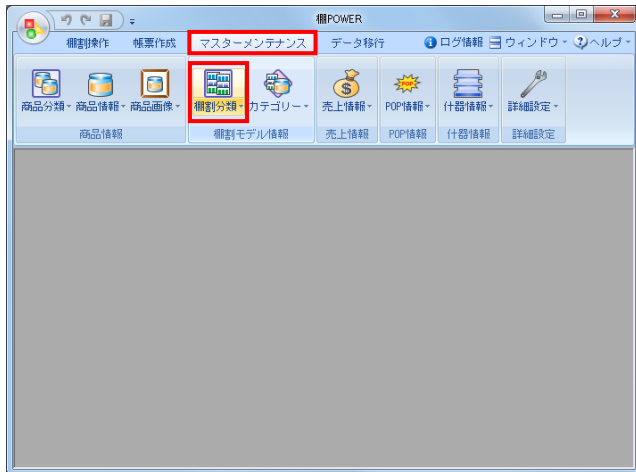 棚POWER
棚割操作 帳票作成 マスターメンテナンス データ移行 ログ情報 ウィンドウ ヘルプ
商品分類 商品情報 商品画像 棚割分類 カテゴリー 売上情報 POP情報 什器情報 詳細設定
商品情報 棚割モデル情報 売上情報 POP情報 什器情報 詳細設定